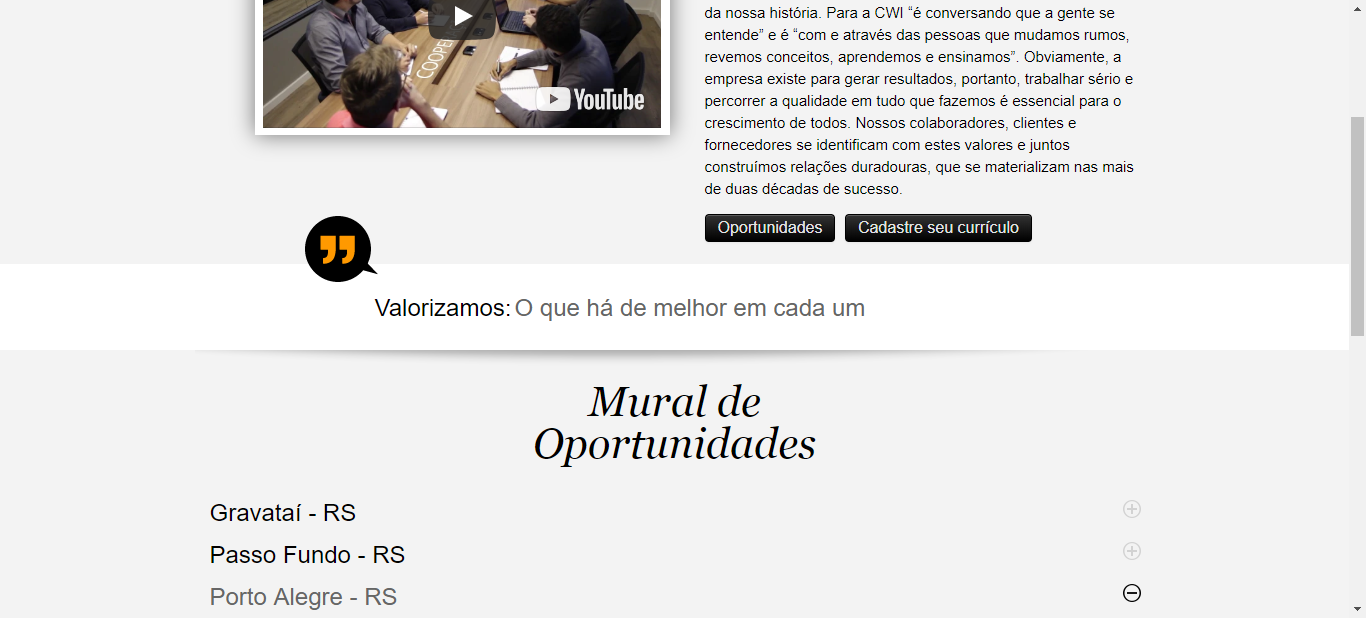 COOPER
YouTube
da nossa história. Para a CWI “é conversando que a gente se
entende” e é “com e através das pessoas que mudamos rumos,
revemos conceitos, aprendemos e ensinamos”. Obviamente, a
empresa existe para gerar resultados, portanto, trabalhar sério e
percorrer a qualidade em tudo que fazemos é essencial para o
crescimento de todos. Nossos colaboradores, clientes e
fornecedores se identificam com estes valores e juntos
construímos relações duradouras, que se materializam nas mais
de duas décadas de sucesso.
Oportunidades Cadastre seu currículo
Valorizamos: O que há de melhor em cada um
Mural de
Oportunidades
Gravataí - RS
Passo Fundo - RS
Porto Alegre - RS